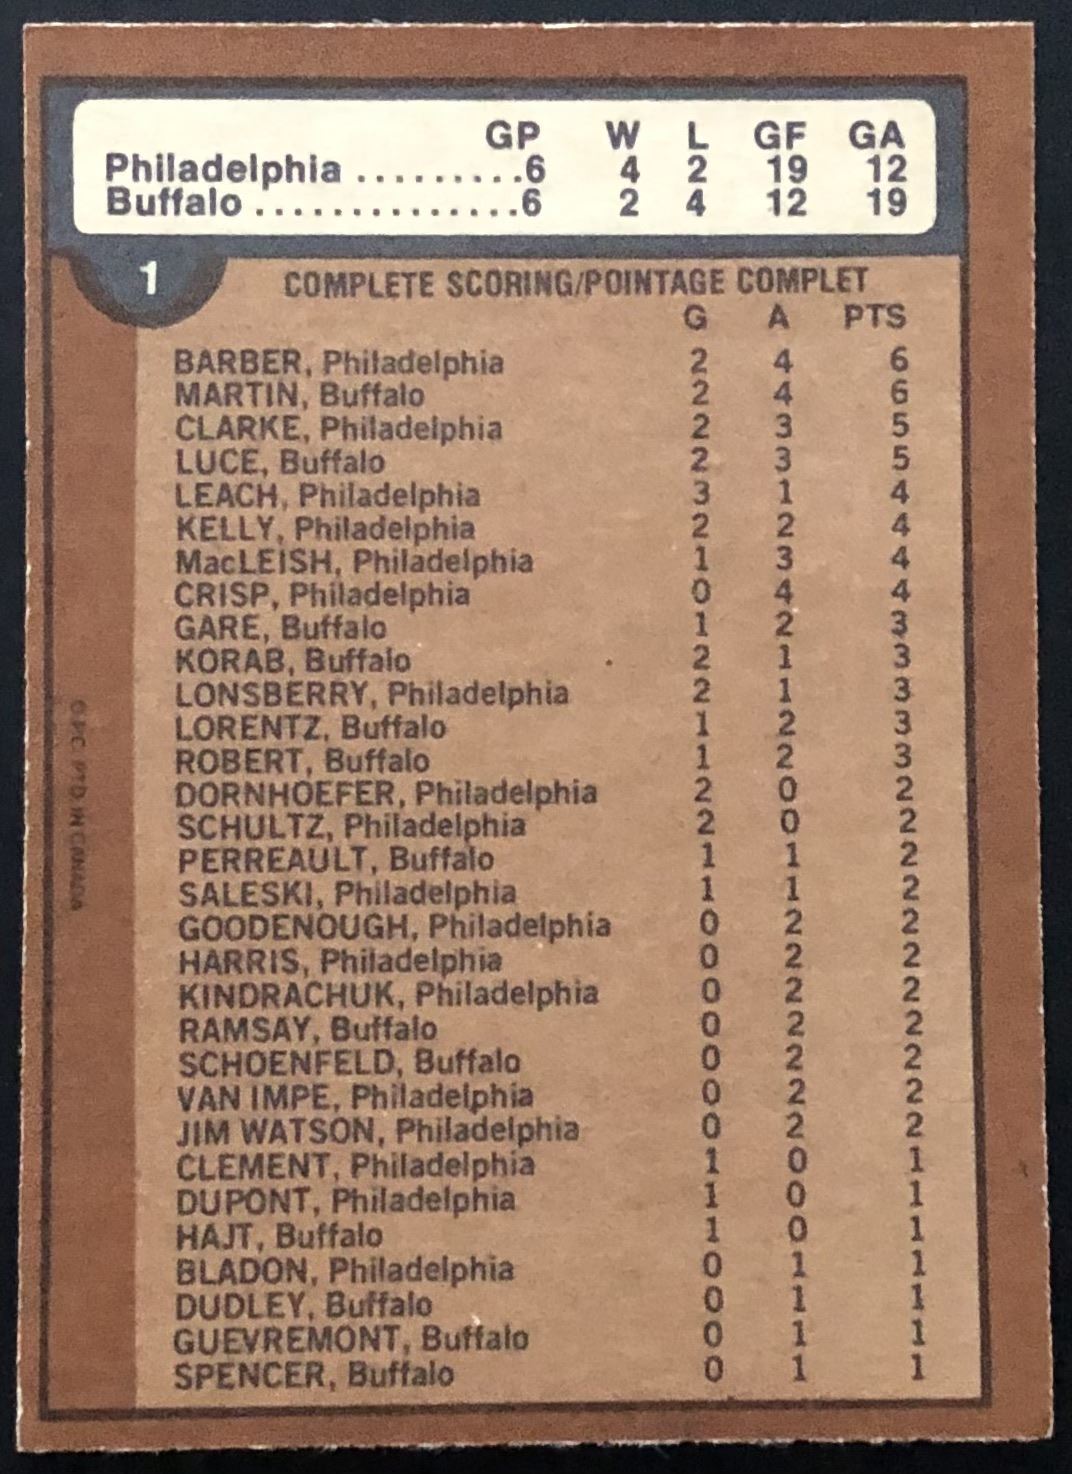 GP W L GF GA
Philadelphia .........6 4 2 19 12
Buffalo ..............6 2 4 12 19
1
COMPLETE SCORING/POINTAGE COMPLET
G A PTS
BARBER, Philadelphia 2 4 6
MARTIN, Buffalo 2 4 6
CLARKE, Philadelphia 2 3 5
LUCE, Buffalo 2 3 5
LEACH, Philadelphia 3 1 4
KELLY, Philadelphia 2 2 4
MacLEISH, Philadelphia 1 3 4
CRISP, Philadelphia 0 4 4
GARE, Buffalo 1 2 3
KORAB, Buffalo 2 1 3
LONSBERRY, Philadelphia 2 1 3
LORENTZ, Buffalo 1 2 3
ROBERT, Buffalo 1 2 3
DORNHOEFER, Philadelphia 2 0 2
SCHULTZ, Philadelphia 2 0 2
PERREAULT, Buffalo 1 1 2
SALESKI, Philadelphia 1 1 2
GOODENOUGH, Philadelphia 0 2 2
HARRIS, Philadelphia 0 2 2
KINDRACHUK, Philadelphia 0 2 2
RAMSAY, Buffalo 0 2 2
SCHOENFELD, Buffalo 0 2 2
VAN IMPE, Philadelphia 0 2 2
JIM WATSON, Philadelphia 0 2 2
CLEMENT, Philadelphia 1 0 1
DUPONT, Philadelphia 1 0 1
HAJT, Buffalo 1 0 1
BLADON, Philadelphia 0 1 1
DUDLEY, Buffalo 0 1 1
GUEVREMONT, Buffalo 0 1 1
SPENCER, Buffalo 0 1 1
© PC. PTD. IN CANADA